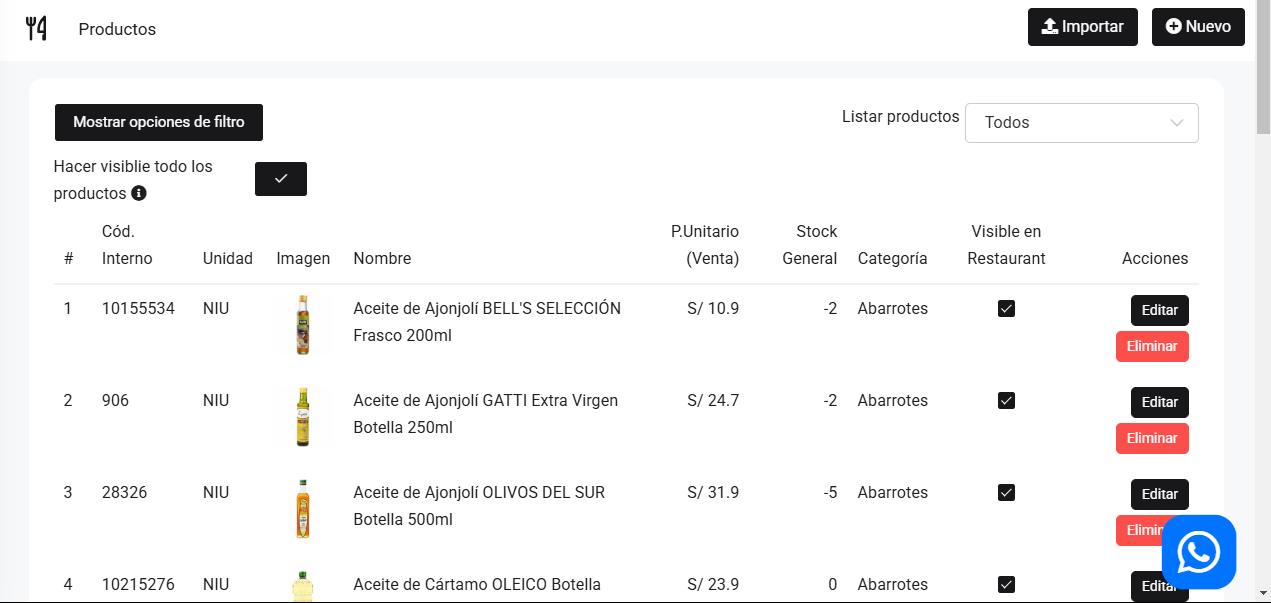 Productos
Importar
Nuevo
Mostrar opciones de filtro
Listar productos
Todos
Hacer visiblie todo los
productos
Cód.
P.Unitario
Stock
Visible en
# Interno Unidad Imagen Nombre (Venta) General Categoría Restaurant Acciones
1 10155534 NIU Aceite de Ajonjolí BELL'S SELECCIÓN S/ 10.9 -2 Abarrotes Editar
Frasco 200ml Eliminar
2 906 NIU Aceite de Ajonjolí GATTI Extra Virgen S/ 24.7 -2 Abarrotes Editar
Botella 250ml Eliminar
3 28326 NIU Aceite de Ajonjolí OLIVOS DEL SUR S/ 31.9 -5 Abarrotes Editar
Botella 500ml Elimin
4 10215276 NIU Aceite de Cártamo OLEICO Botella S/ 23.9 0 Abarrotes Editar